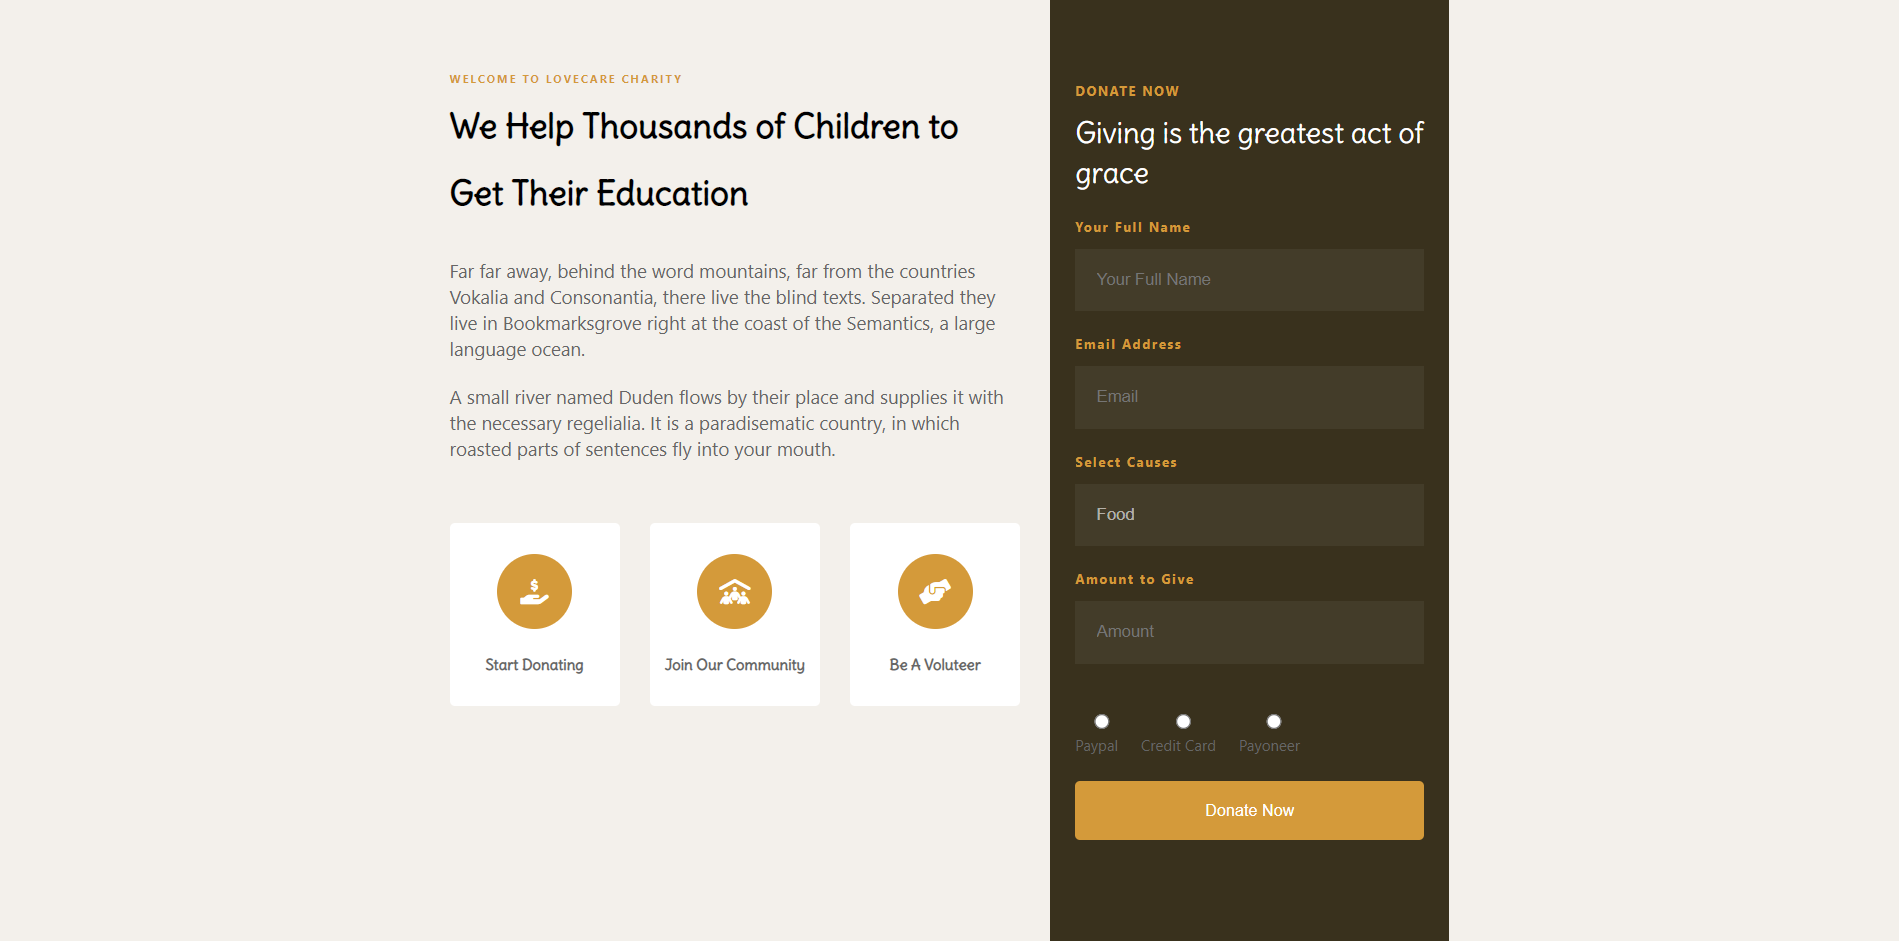 WELCOME TO LOVECARE CHARITY
We Help Thousands of Children to
Get Their Education
Far far away, behind the word mountains, far from the countries
Vokalia and Consonantia, there live the blind texts. Separated they
live in Bookmarksgrove right at the coast of the Semantics, a large
language ocean.
A small river named Duden flows by their place and supplies it with
the necessary regelialia. It is a paradisematic country, in which
roasted parts of sentences fly into your mouth.
$
Start Donating
Join Our Community
Be A Voluteer
DONATE NOW
Giving is the greatest act of
grace
Your Full Name
Your Full Name
Email Address
Email
Select Causes
Food
Amount to Give
Amount
Paypal
Credit Card
Payoneer
Donate Now